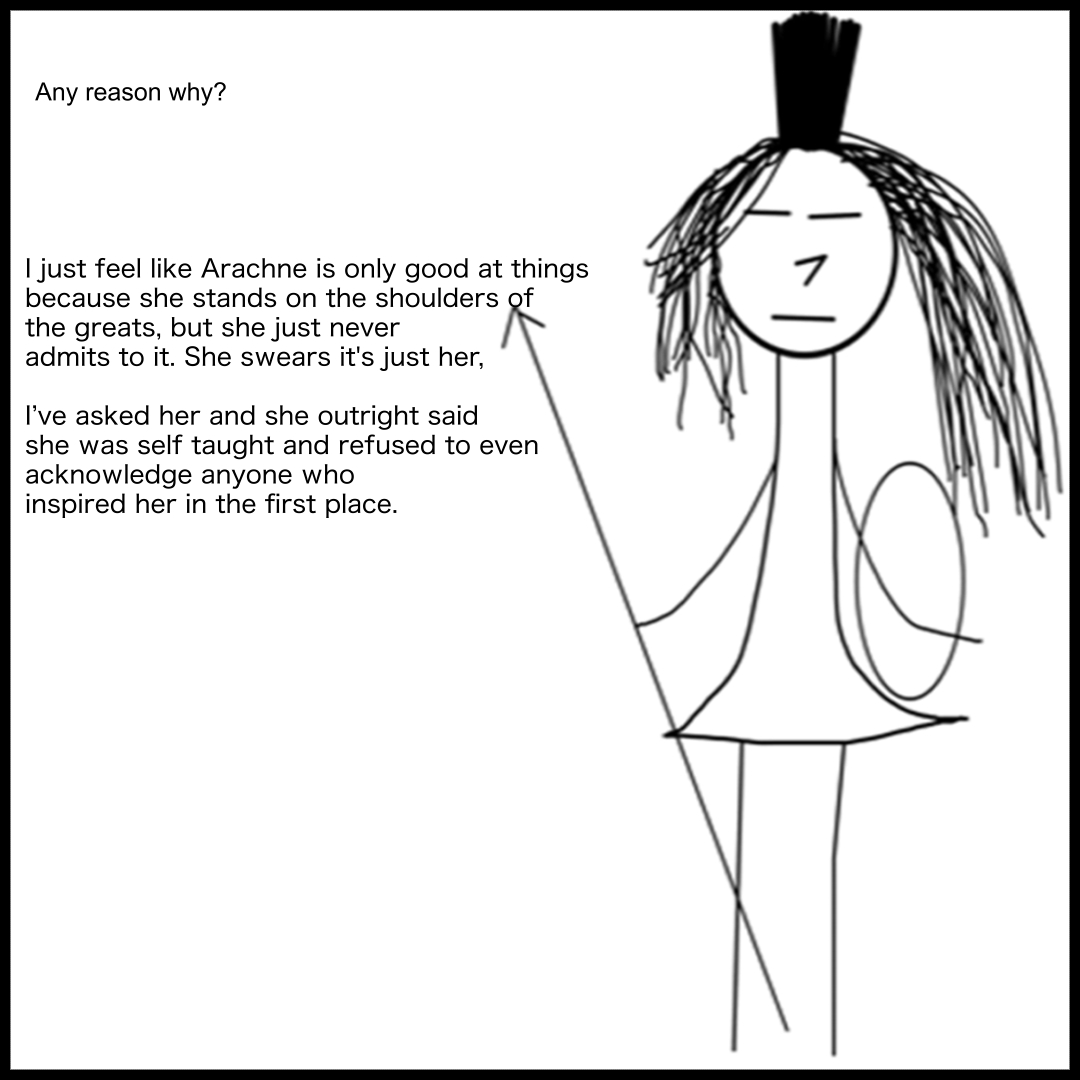 Any reason why?
I just feel like Arachne is only good at things
because she stands on the shoulders of
the greats, but she just never
admits to it. She swears it's just her,
I’ve asked her and she outright said
she was self taught and refused to even
acknowledge anyone who
inspired her in the first place.